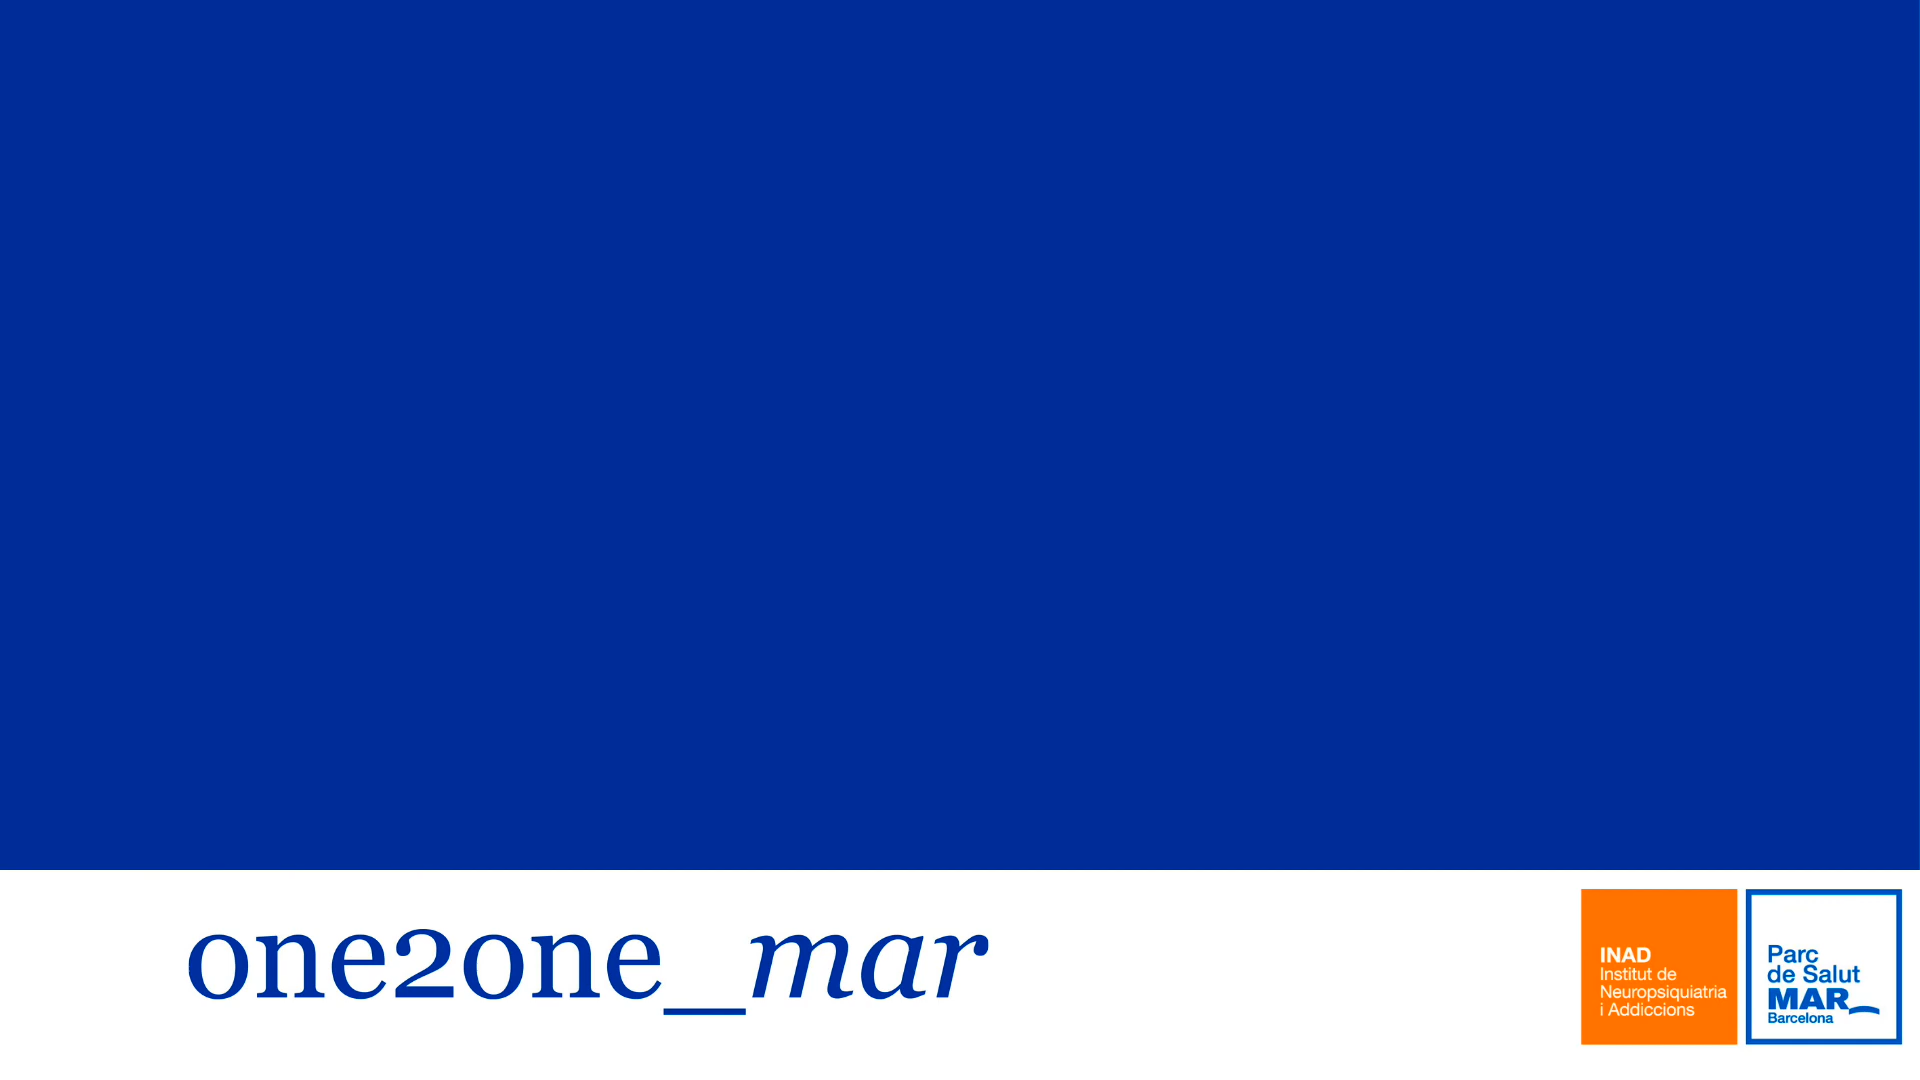 one2one_mar
INAD
Institut de
Neuropsiquiatria
i Addiccions
Parc
de Salut
MAR
Barcelona